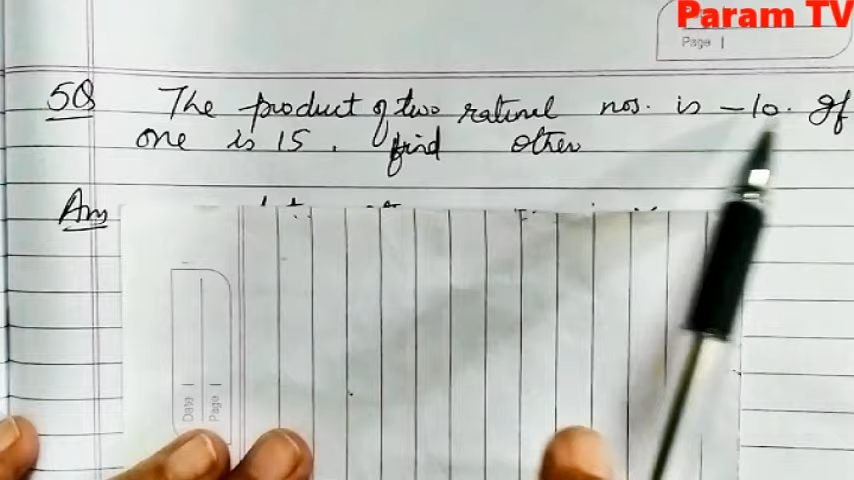 Param TV
Page
5Q The product of two ratinal nos. is -10. If
one is 15. find other
Ans
Date
Page